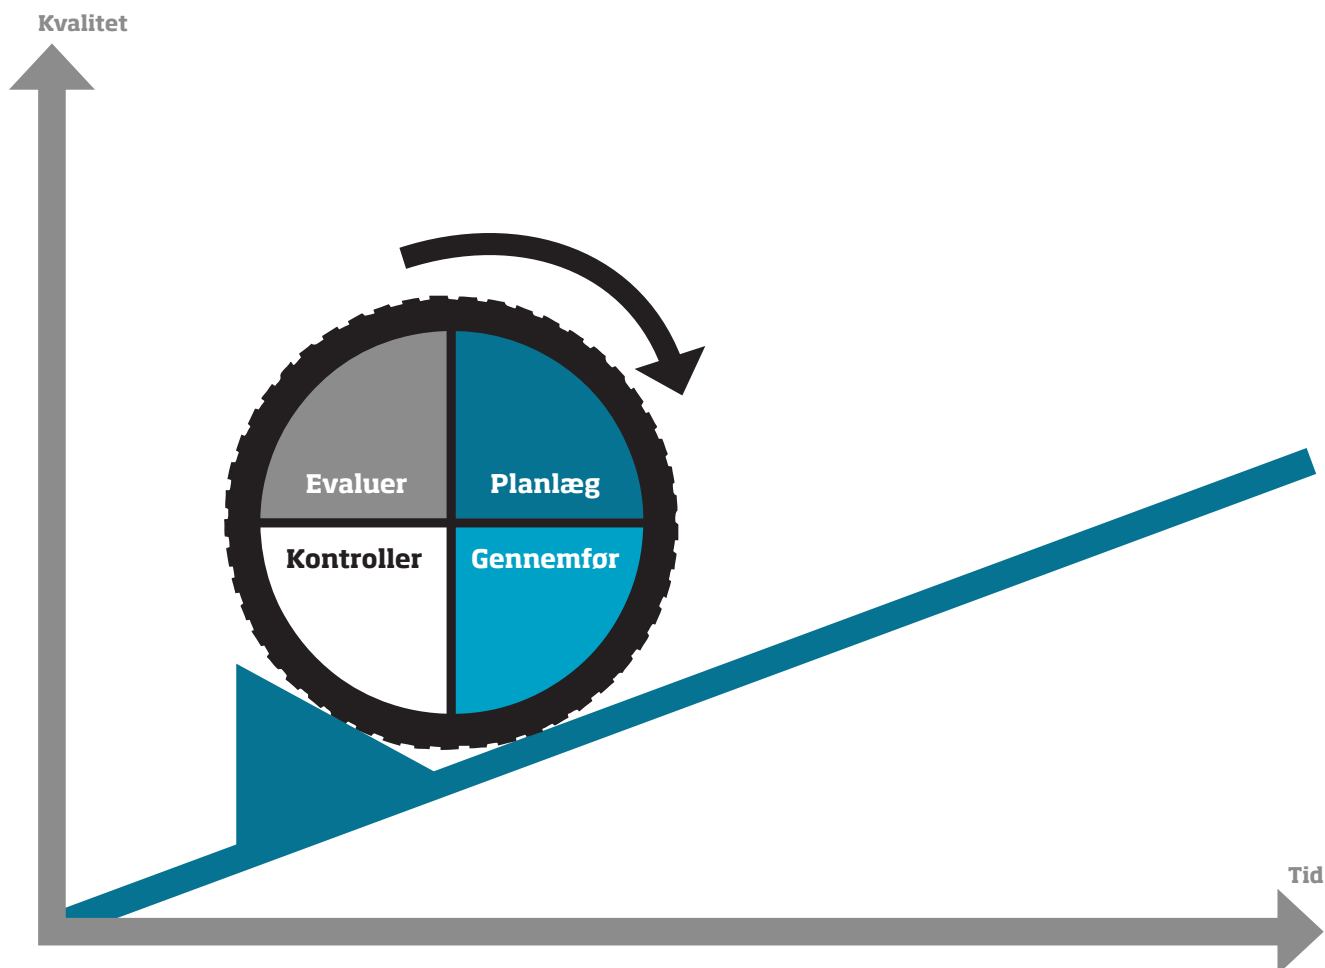 Kvalitet
Evaluer
Planlæg
Kontroller
Gennemfør
Tid